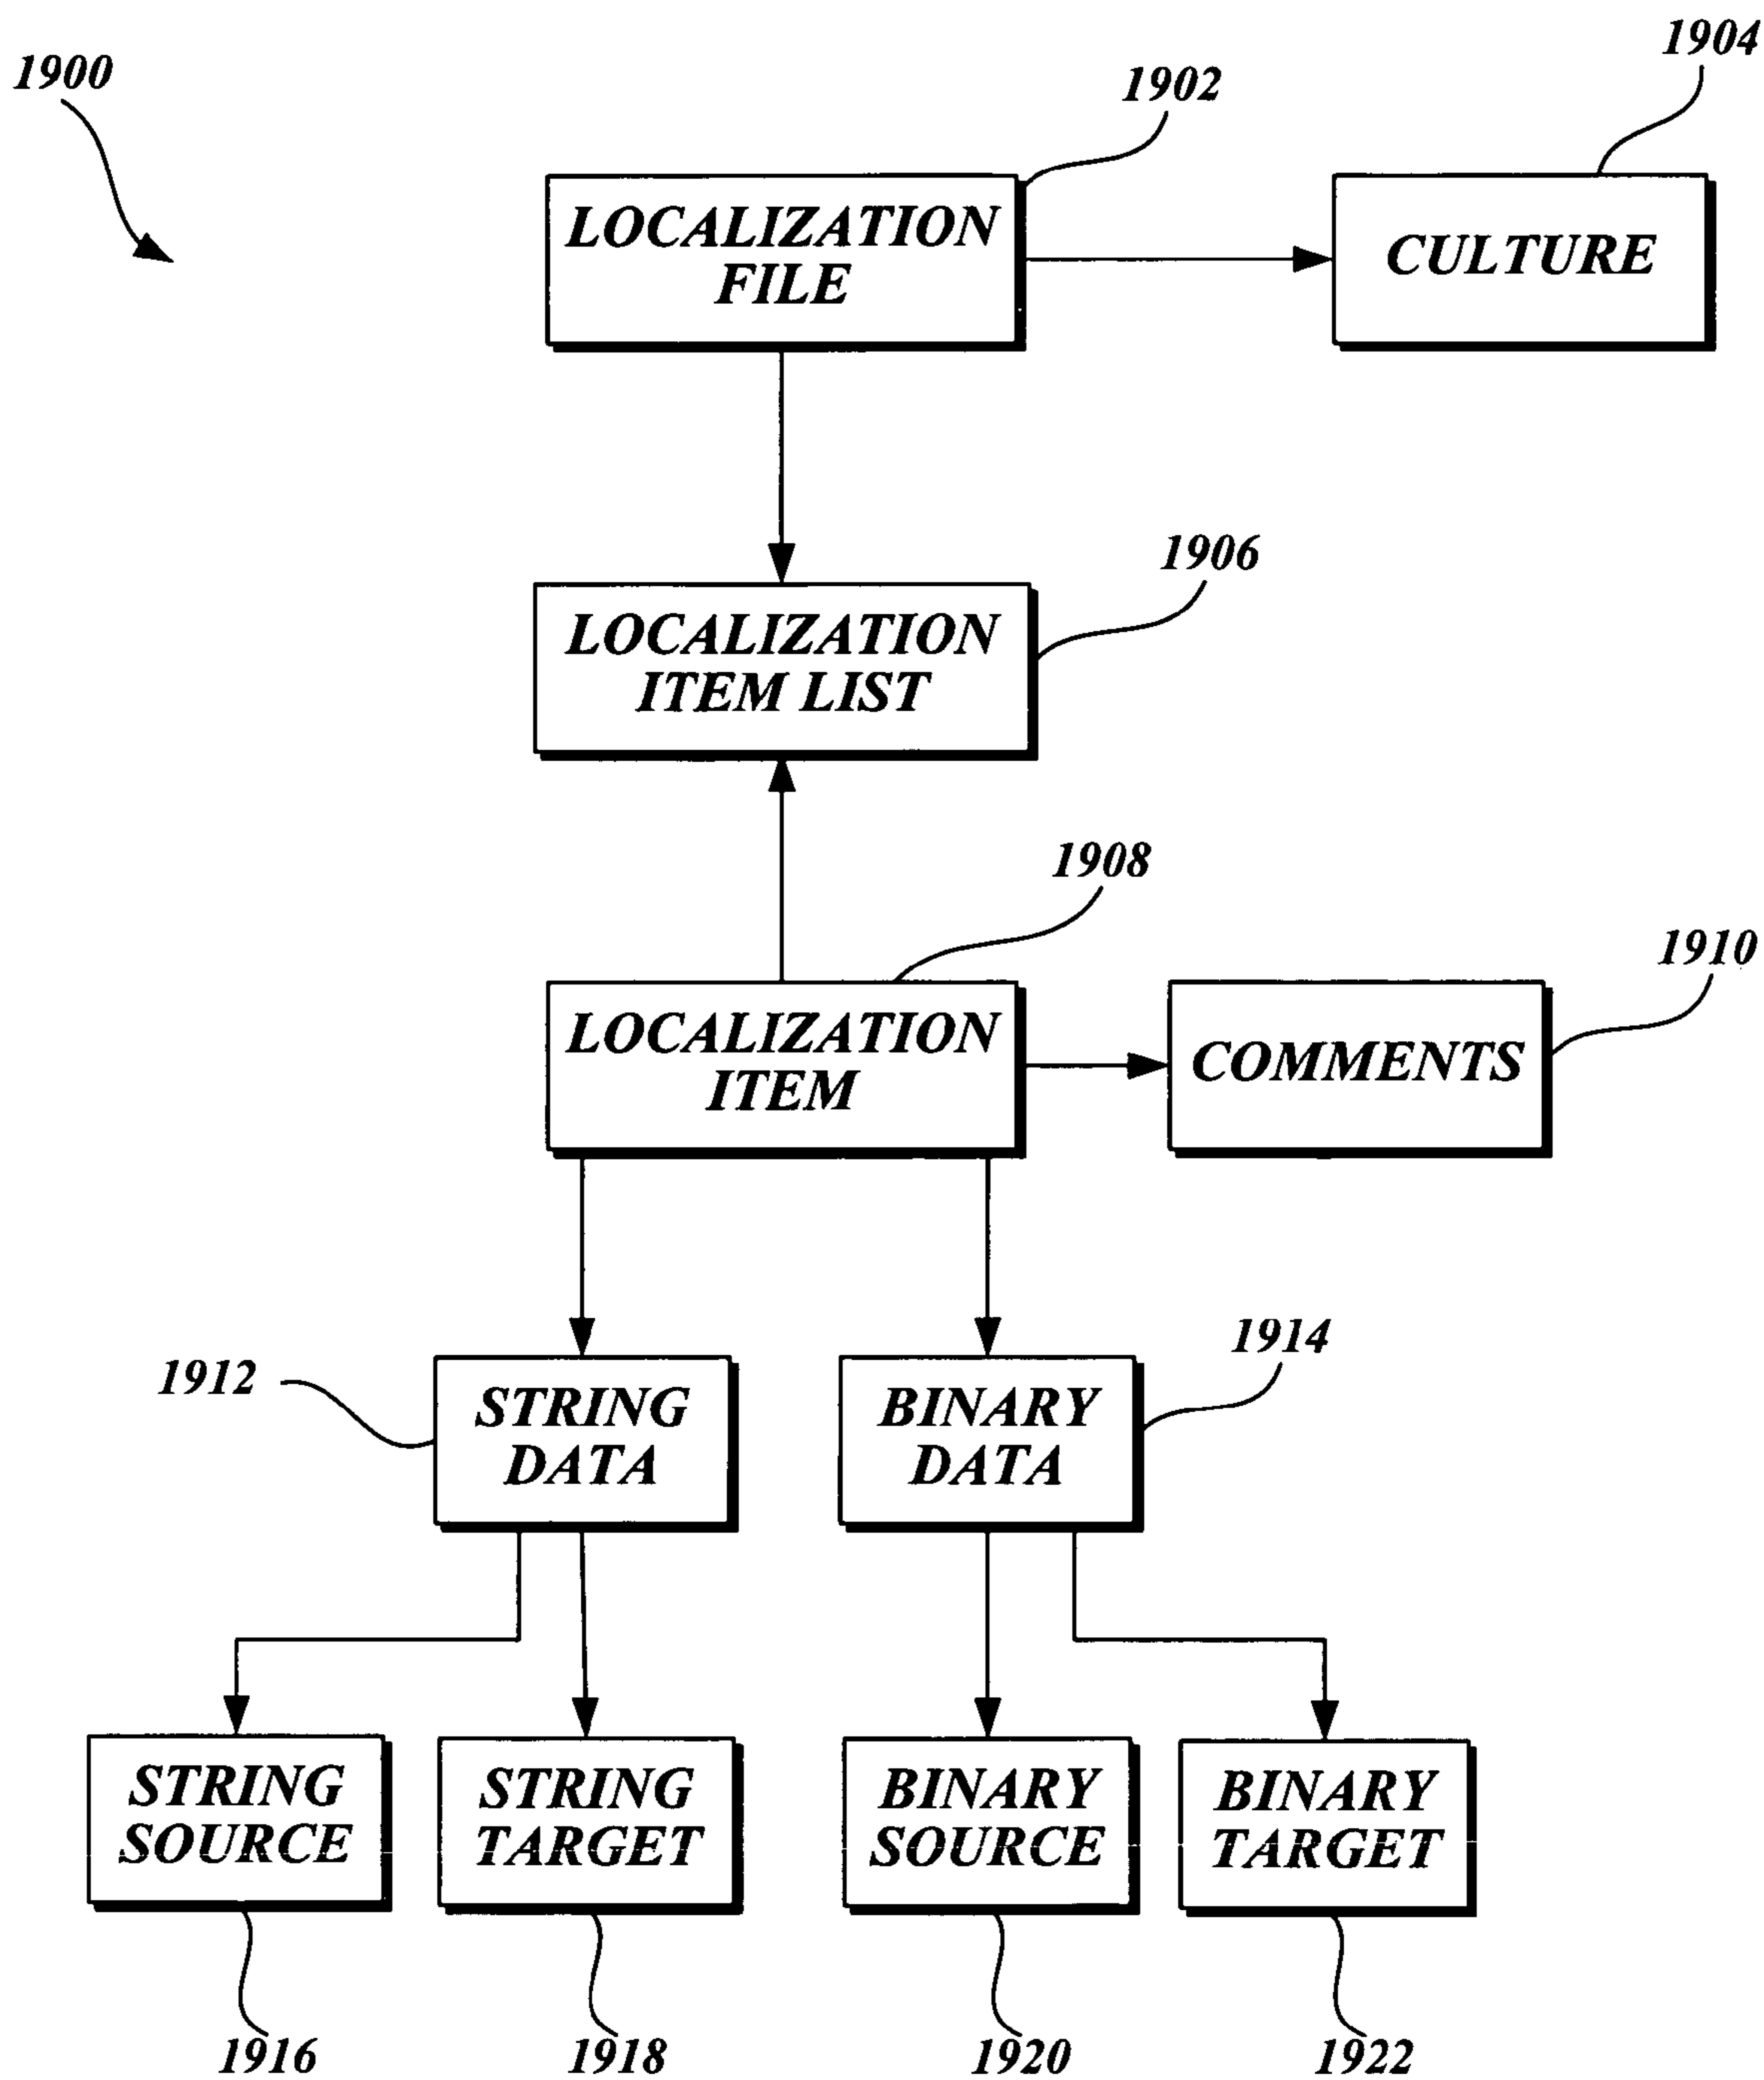 1900
1902
1904
LOCALIZATION
FILE
CULTURE
1906
LOCALIZATION
ITEM LIST
1908
1910
LOCALIZATION
ITEM
COMMENTS
1912
1914
STRING
DATA
BINARY
DATA
STRING
SOURCE
STRING
TARGET
BINARY
SOURCE
BINARY
TARGET
1916
1918
1920
1922